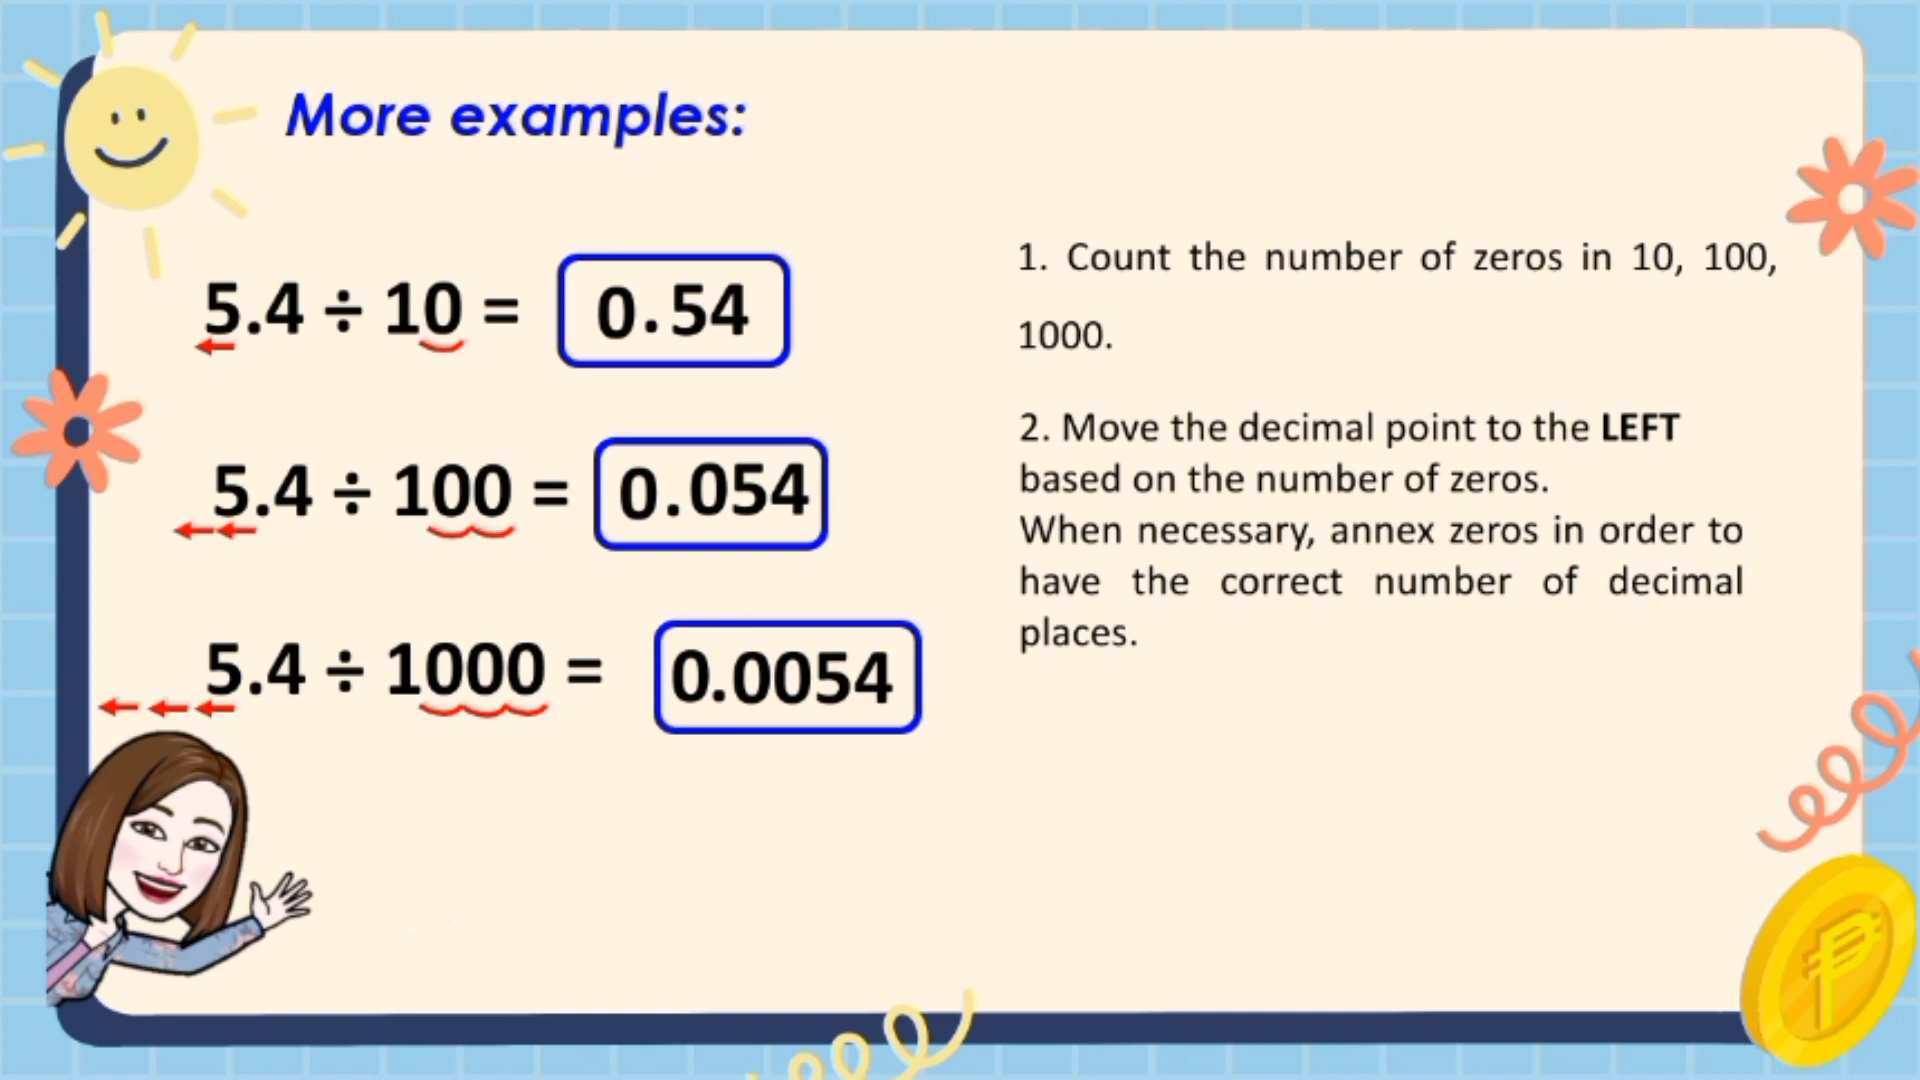 More examples:
5.4 ÷ 10 = 0.54
5.4 ÷ 100 = 0.054
5.4 ÷ 1000 = 0.0054
1. Count the number of zeros in 10, 100,
1000.
2. Move the decimal point to the LEFT
based on the number of zeros.
When necessary, annex zeros in order to
have the correct number of decimal
places.
₱